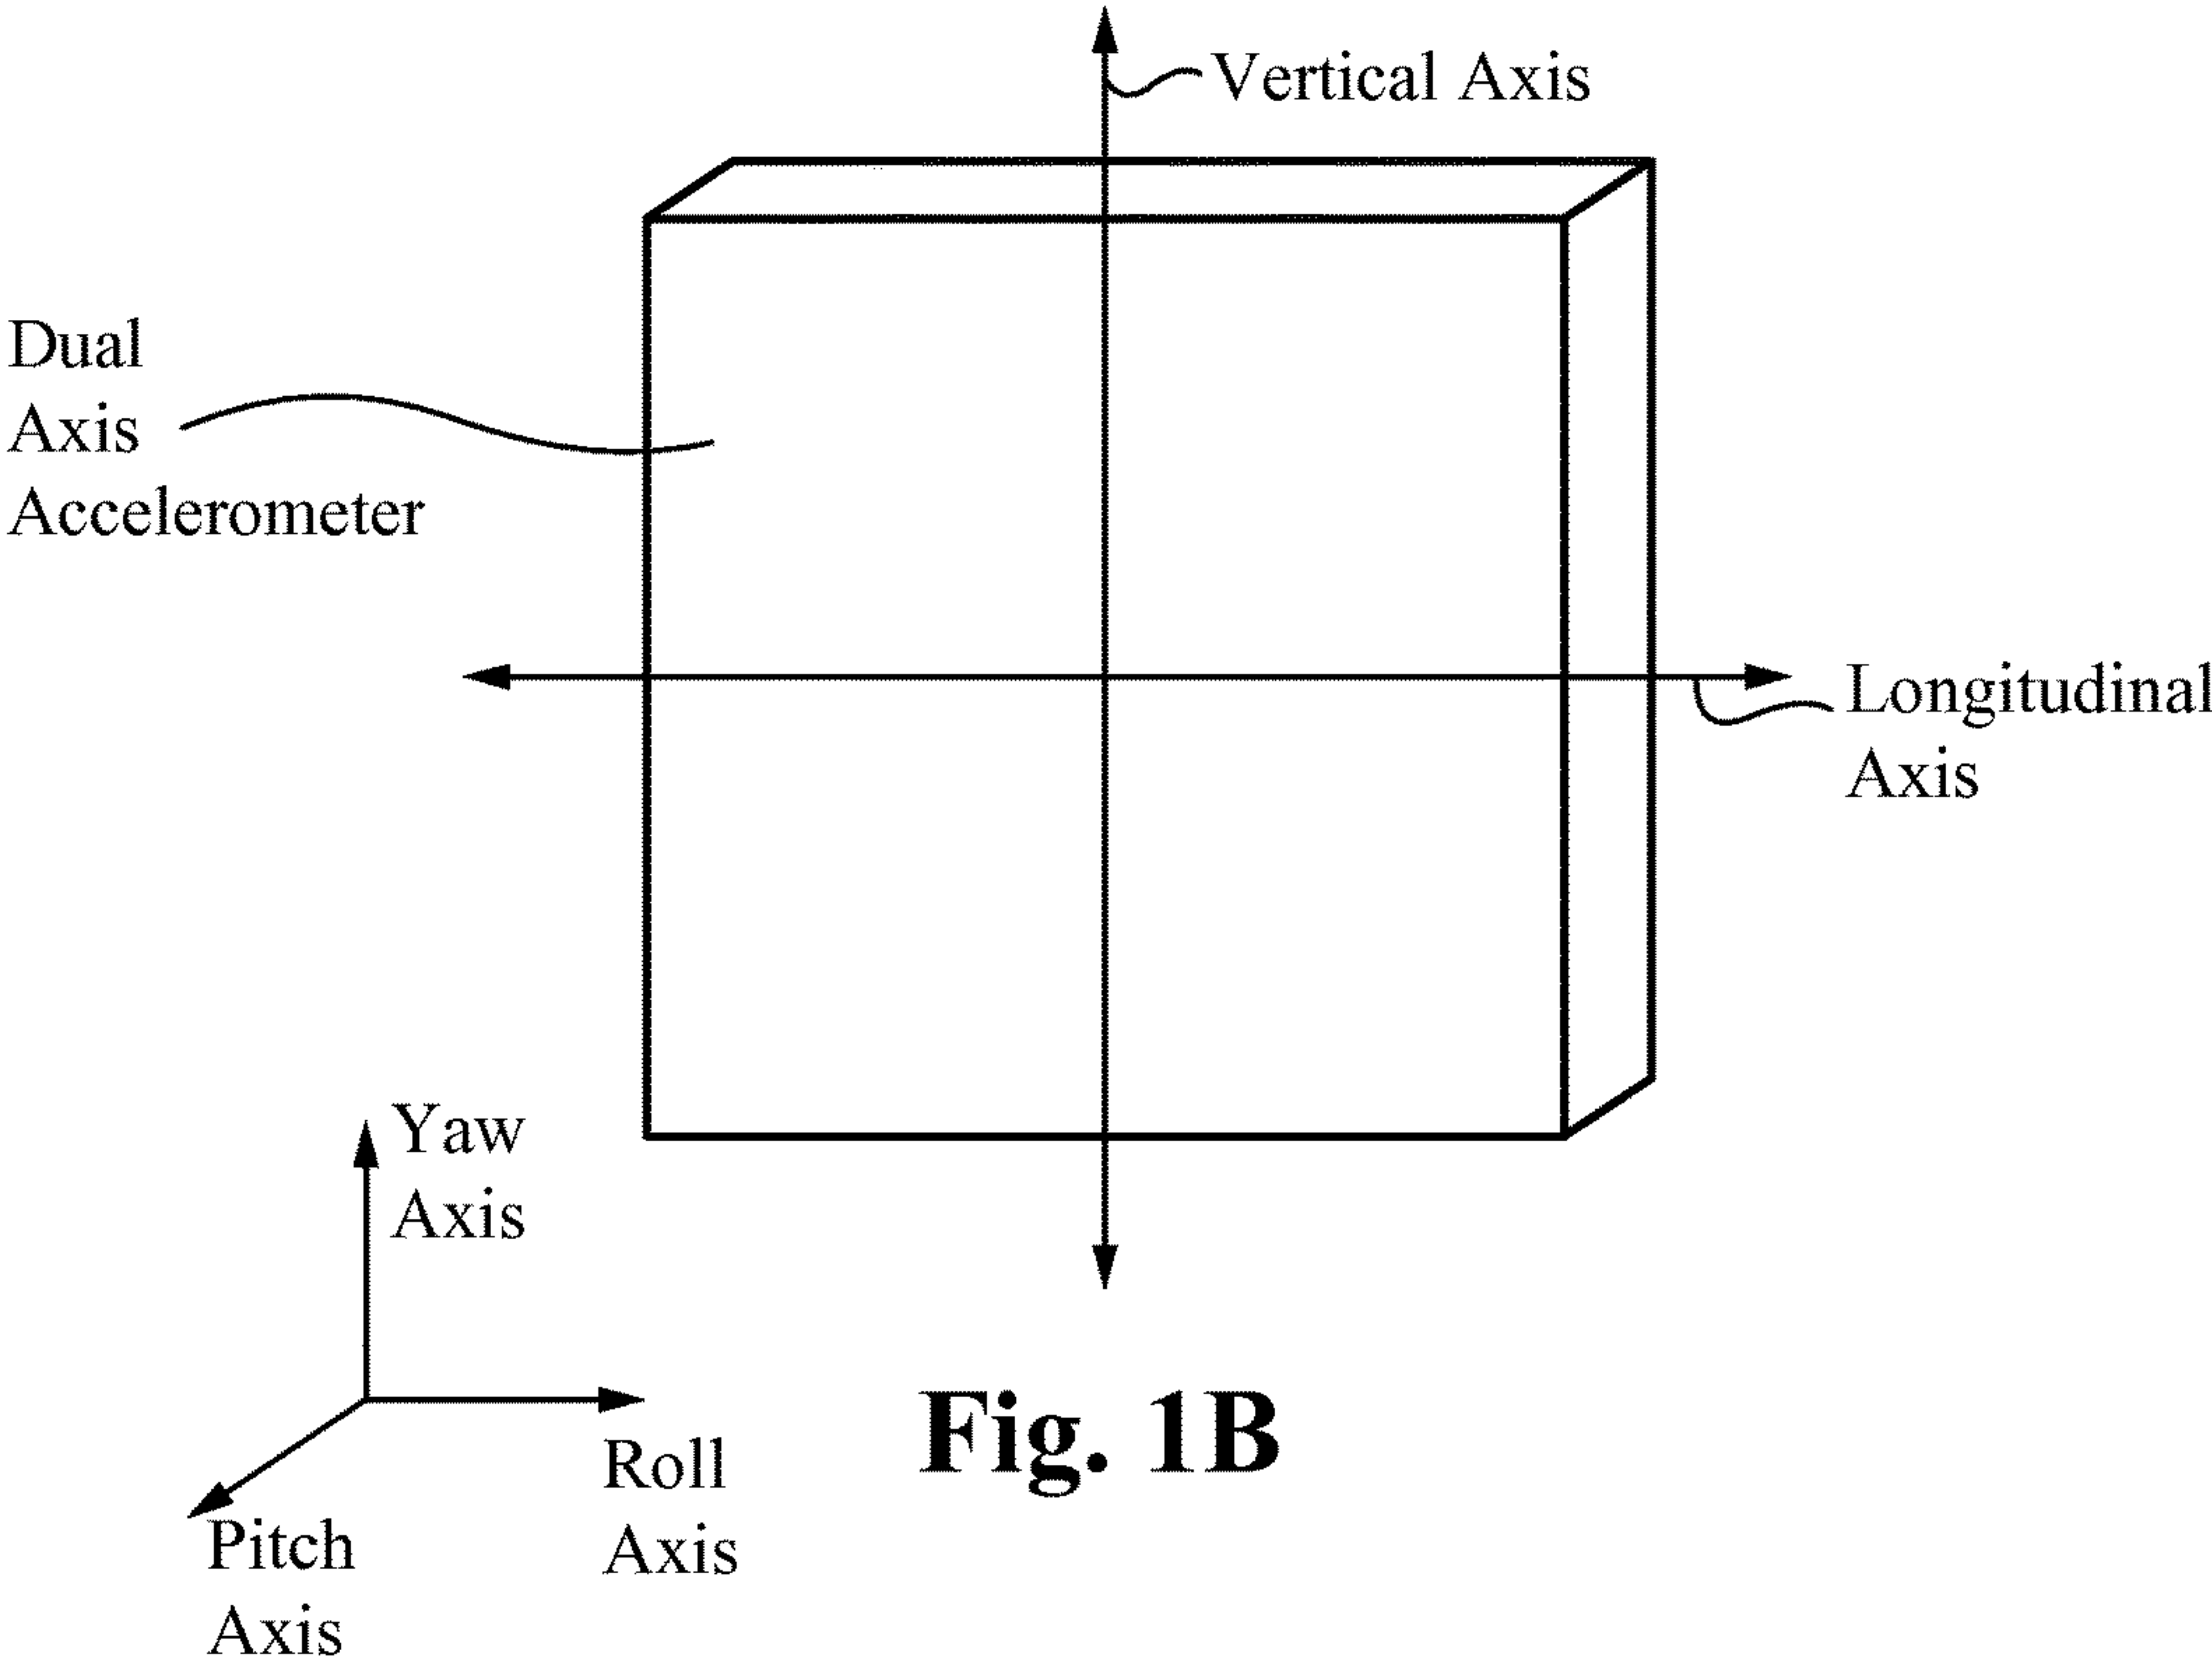 Vertical Axis
Dual
Axis
Accelerometer
Longitudinal
Axis
Yaw
Axis
Roll
Axis
Pitch
Axis
Fig. 1B